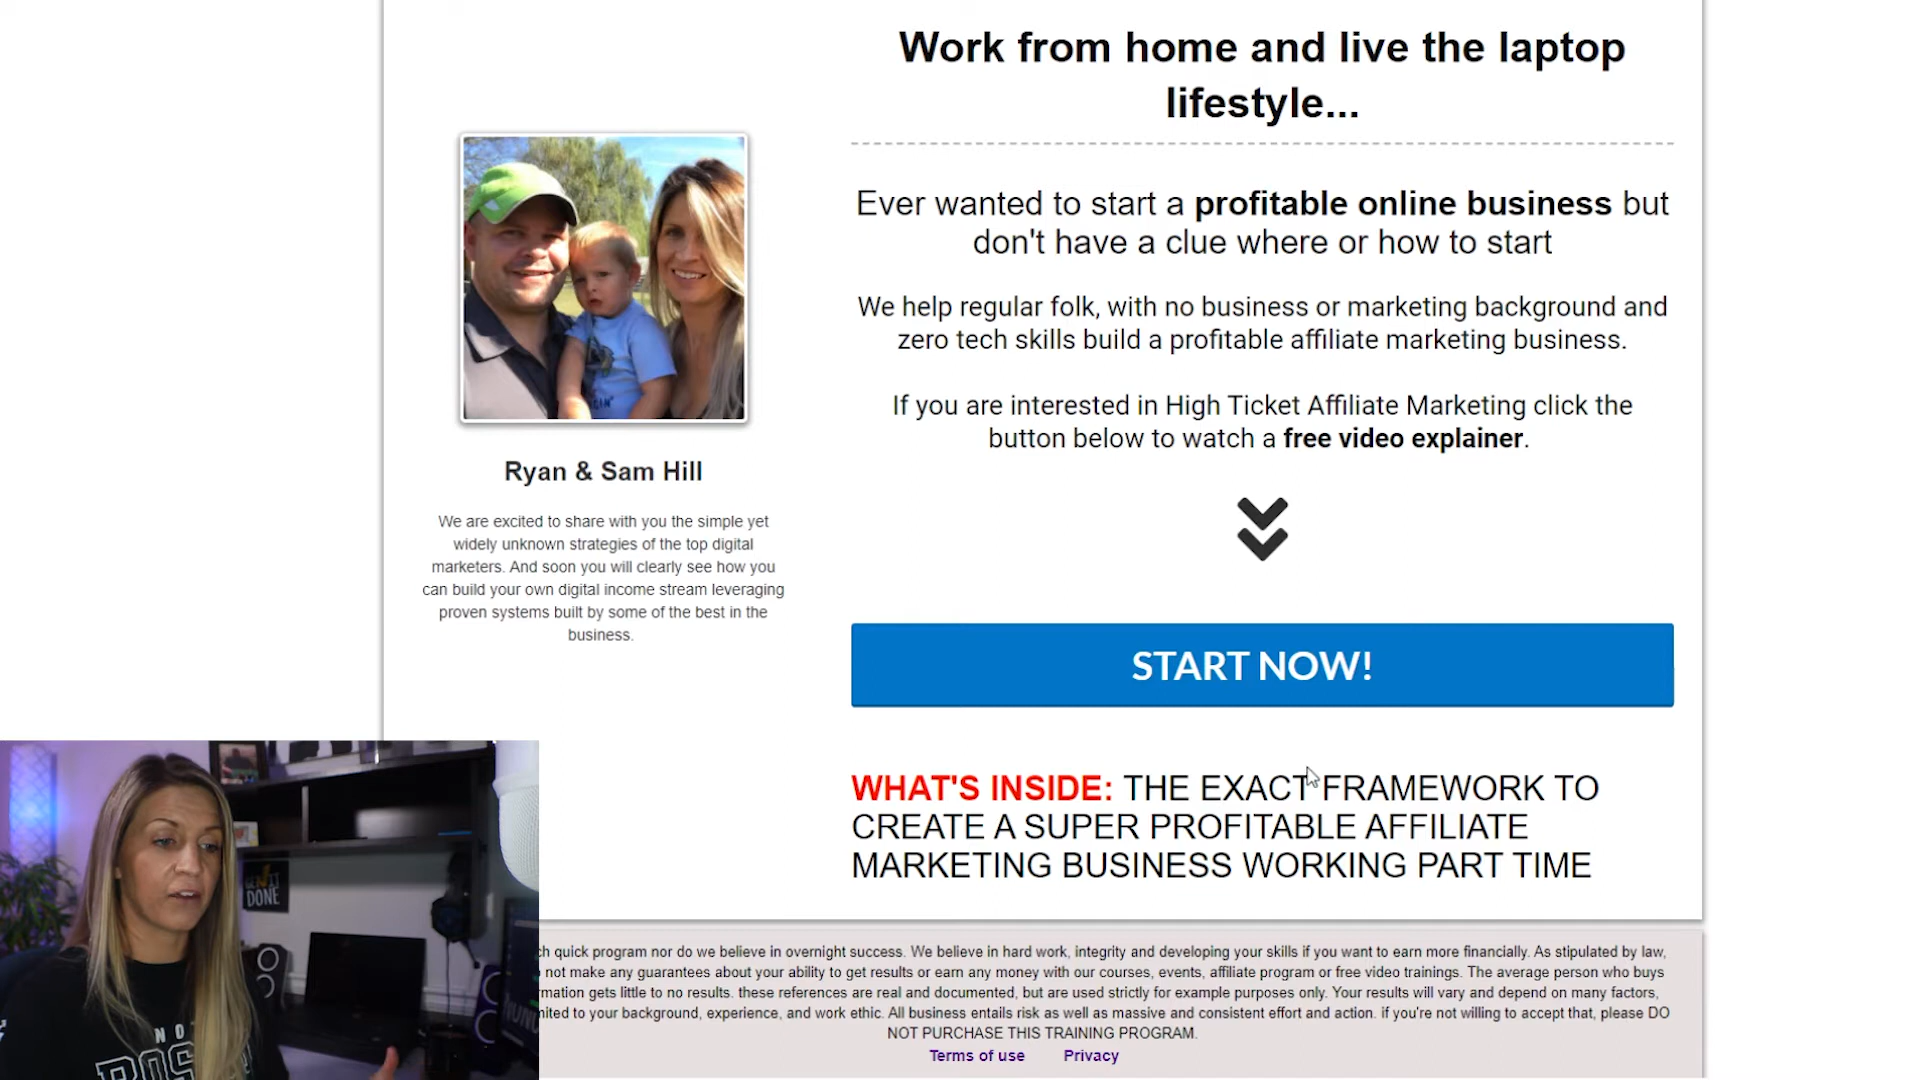 Work from home and live the laptop
lifestyle...
Ever wanted to start a profitable online business but
don't have a clue where or how to start
We help regular folk, with no business or marketing background and
zero tech skills build a profitable affiliate marketing business.
If you are interested in High Ticket Affiliate Marketing click the
button below to watch a free video explainer.
Ryan & Sam Hill
We are excited to share with you the simple yet
widely unknown strategies of the top digital
marketers. And soon you will clearly see how you
can build your own digital income stream leveraging
proven systems built by some of the best in the
business.
START NOW!
WHAT'S INSIDE: THE EXACT FRAMEWORK TO
CREATE A SUPER PROFITABLE AFFILIATE
MARKETING BUSINESS WORKING PART TIME
quick program nor do we believe in overnight success. We believe in hard work, integrity and developing your skills if you want to earn more financially. As stipulated by law,
not make any guarantees about your ability to get results or earn any money with our courses, events, affiliate program or free video trainings. The average person who buys
gets little to no results. these references are real and documented, but are used strictly for example purposes only. Your results will vary and depend on many factors,
to your background, experience, and work ethic. All business entails risk as well as massive and consistent effort and action. if you're not willing to accept that, please DO
NOT PURCHASE THIS TRAINING PROGRAM.
Terms of use Privacy
GET IT
DONE